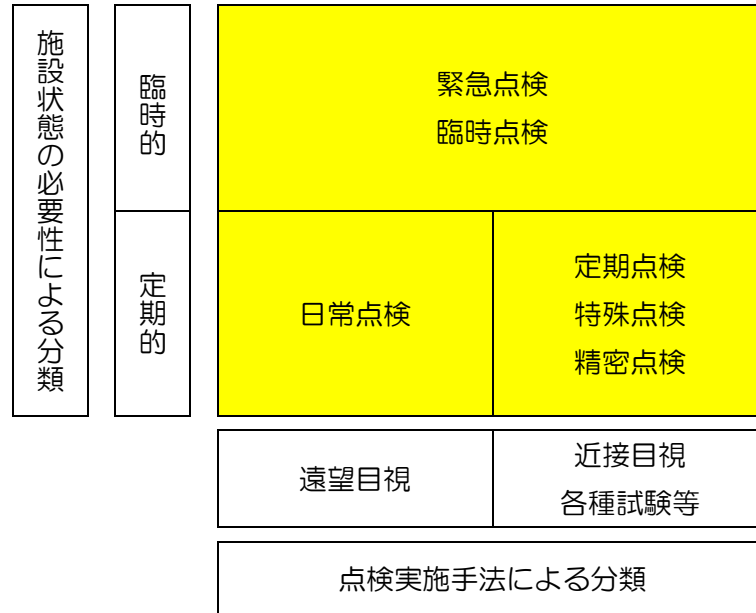 施設状態の必要性による分類
臨時的
緊急点検
臨時点検
定期的
日常点検
定期点検
特殊点検
精密点検
遠望目視
近接目視
各種試験等
点検実施手法による分類